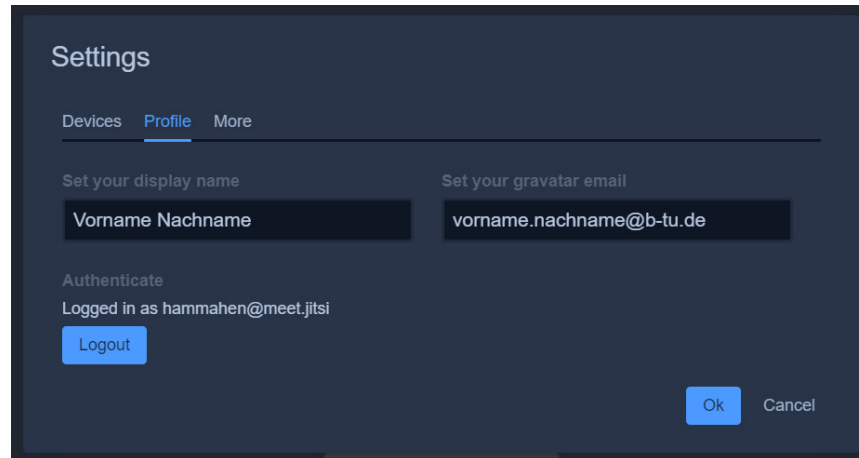 Settings
Devices Profile More
Set your display name Set your gravatar email
Vorname Nachname vorname.nachname@b-tu.de
Authenticate
Logged in as hammahen@meet.jitsi
Logout
Ok Cancel